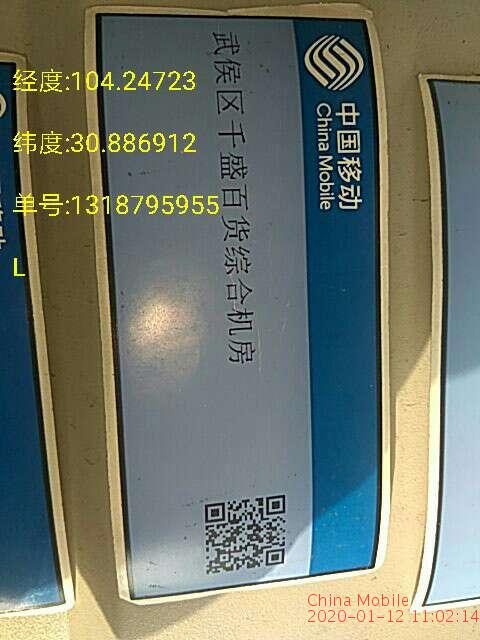 经度:104.24723
纬度:30.886912
单号:1318795955
L
中国移动
China Mobile
武侯区千盛百货综合机房
China Mobile
2020-01-12 11:02:14